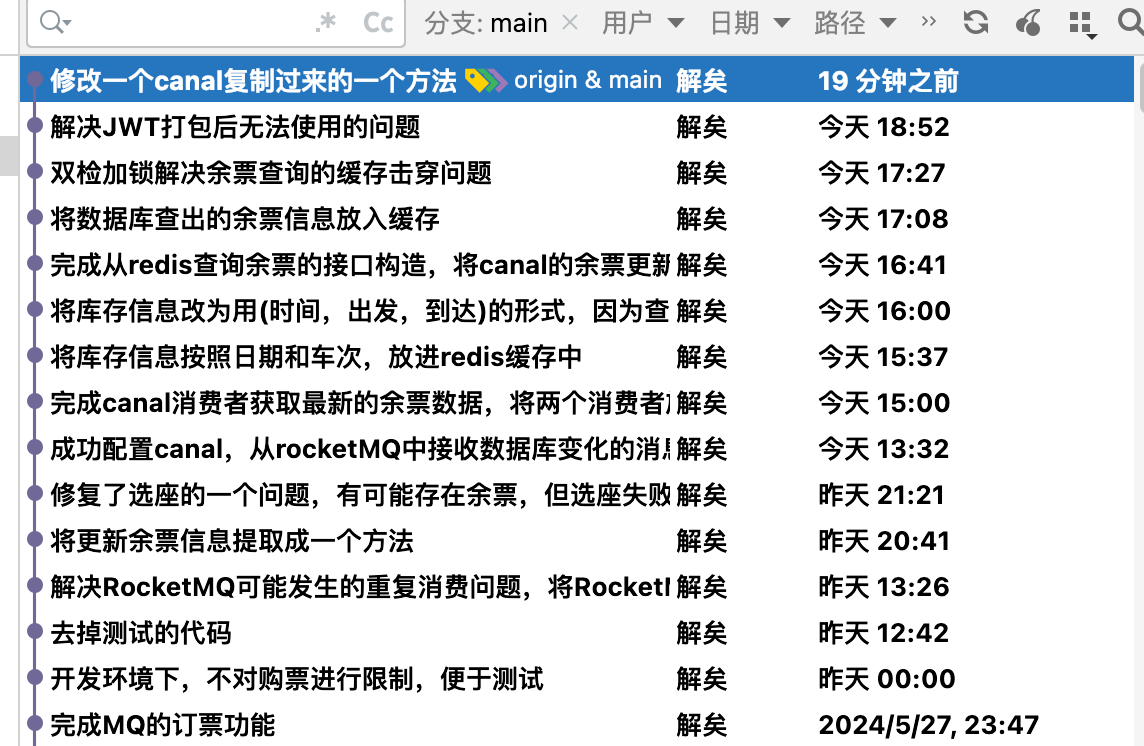 .* Cc 分支: main × 用户 日期 路径 »
修改一个canal复制过来的一个方法 origin & main 解矣 19 分钟之前
解决JWT打包后无法使用的问题 解矣 今天 18:52
双检加锁解决余票查询的缓存击穿问题 解矣 今天 17:27
将数据库查出的余票信息放入缓存 解矣 今天 17:08
完成从redis查询余票的接口构造，将canal的余票更新 解矣 今天 16:41
将库存信息改为用(时间，出发，到达)的形式，因为查 解矣 今天 16:00
将库存信息按照日期和车次，放进redis缓存中 解矣 今天 15:37
完成canal消费者获取最新的余票数据，将两个消费者 解矣 今天 15:00
成功配置canal，从rocketMQ中接收数据库变化的消 解矣 今天 13:32
修复了选座的一个问题，有可能存在余票，但选座失败 解矣 昨天 21:21
将更新余票信息提取成一个方法 解矣 昨天 20:41
解决RocketMQ可能发生的重复消费问题，将Rocket 解矣 昨天 13:26
去掉测试的代码 解矣 昨天 12:42
开发环境下，不对购票进行限制，便于测试 解矣 昨天 00:00
完成MQ的订票功能 解矣 2024/5/27, 23:47